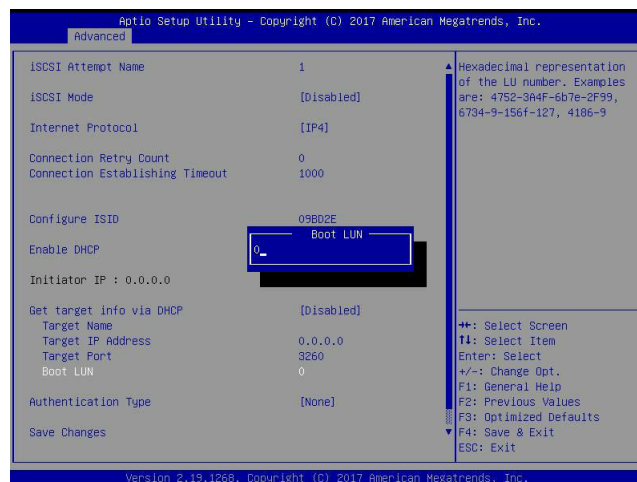 Aptio Setup Utility – Copyright (C) 2017 American Megatrends, Inc.
Advanced
iSCSI Attempt Name 1
iSCSI Mode [Disabled]
Internet Protocol [IP4]
Connection Retry Count 0
Connection Establishing Timeout 1000
Configure ISID 09BD2E
Enable DHCP
Initiator IP : 0.0.0.0
Get target info via DHCP [Disabled]
Target Name
Target IP Address 0.0.0.0
Target Port 3260
Boot LUN 0
Authentication Type [None]
Save Changes
Boot LUN
0_
Hexadecimal representation
of the LU number. Examples
are: 4752-3A4F-6b7e-2F99,
6734-9-156f-127, 4186-9
→←: Select Screen
↑↓: Select Item
Enter: Select
+/-: Change Opt.
F1: General Help
F2: Previous Values
F3: Optimized Defaults
F4: Save & Exit
ESC: Exit
Version 2.19.1268. Copyright (C) 2017 American Megatrends, Inc.